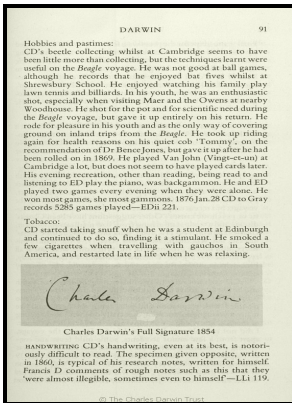 DARWIN 91
Hobbies and pastimes:
CD's beetle collecting whilst at Cambridge seems to have
been little more than collecting, but the techniques learnt were
useful on the Beagle voyage. He was not good at ball games,
although he records that he enjoyed bat fives whilst at
Shrewsbury School. He enjoyed watching his family play
lawn tennis and billiards. In his youth, he was an enthusiastic
shot, especially when visiting Maer and the Owens at nearby
Woodhouse. He shot for the pot and for scientific need during
the Beagle voyage, but gave it up entirely on his return. He
rode for pleasure in his youth and as the only way of covering
ground on inland trips from the Beagle. He took up riding
again for health reasons on his quiet cob 'Tommy', on the
recommendation of Dr Bence Jones, but gave it up after he had
been rolled on in 1869. He played Van John (Vingt-et-un) at
Cambridge a lot, but does not seem to have played cards later.
His evening recreation, other than reading, being read to and
listening to ED play the piano, was backgammon. He and ED
played two games every evening when they were alone. He
won most games, she most gammons. 1876 Jan. 28 CD to Gray
records 5285 games played—EDii 221.
Tobacco:
CD started taking snuff when he was a student at Edinburgh
and continued to do so, finding it a stimulant. He smoked a
few cigarettes when travelling with gauchos in South
America, and restarted late in life when he was relaxing.
Charles Darwin
Charles Darwin's Full Signature 1854
HANDWRITING CD's handwriting, even at its best, is notori-
ously difficult to read. The specimen given opposite, written
in 1860, is typical of his research notes, written for himself.
Francis D comments of rough notes such as this that they
'were almost illegible, sometimes even to himself'—LLi 119.
© The Charles Darwin Trust